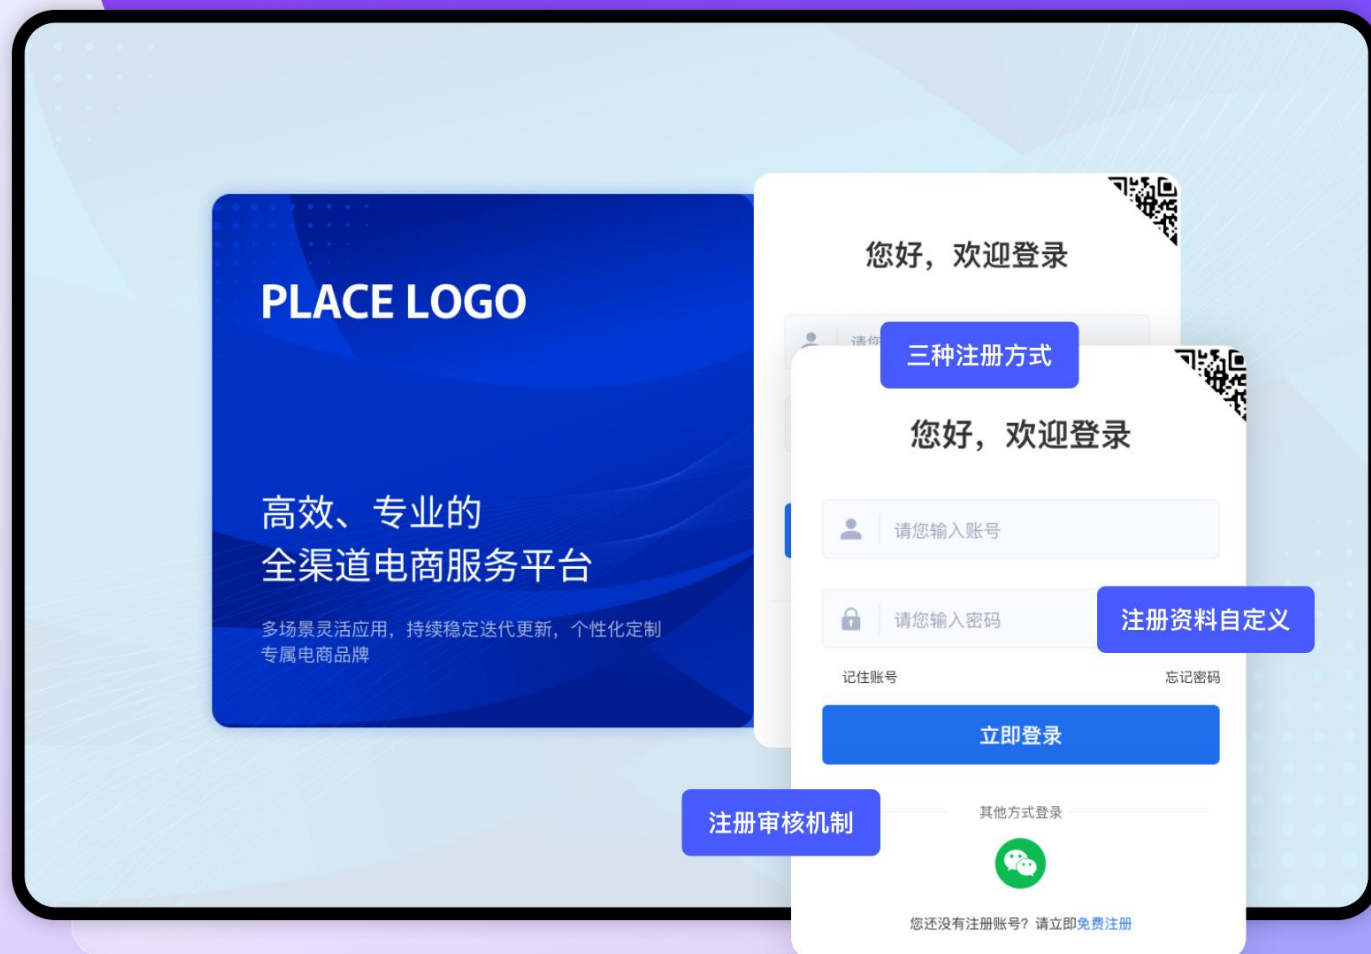 PLACE LOGO
高效、专业的
全渠道电商服务平台
多场景灵活应用，持续稳定迭代更新，个性化定制
专属电商品牌
您好，欢迎登录
请您
三种注册方式
您好，欢迎登录
请您输入账号
请您输入密码
注册资料自定义
记住账号
忘记密码
立即登录
注册审核机制
其他方式登录
您还没有注册账号？请立即免费注册